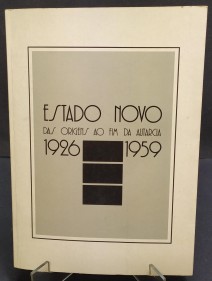 ESTADO NOVO
DAS ORIGENS AO FIM DA AUTARCIA
1926 1959